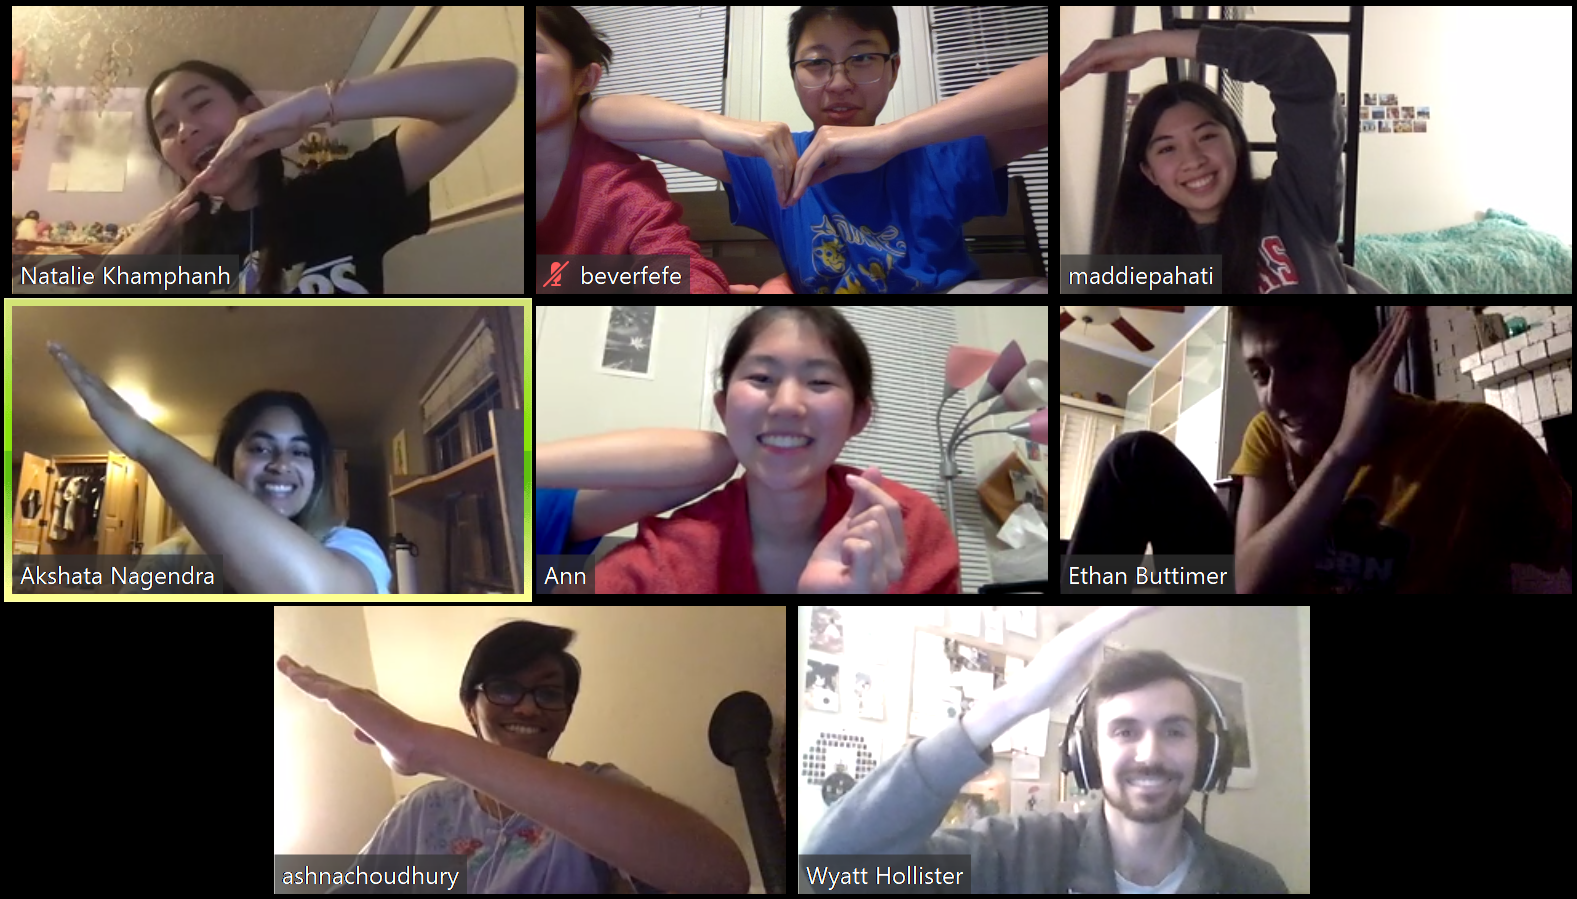 Natalie Khamphanh
beverfefe
maddiepahati
Akshata Nagendra
Ann
Ethan Buttimer
ashnachoudhury
Wyatt Hollister